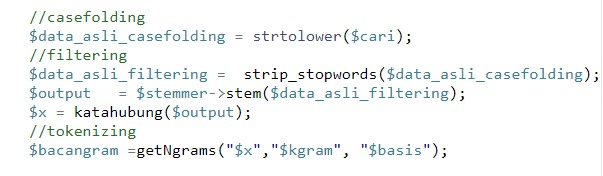 //casefolding
$data_asli_casefolding = strtolower($cari);
//filtering
$data_asli_filtering =  strip_stopwords($data_asli_casefolding);
$output   = $stemmer->stem($data_asli_filtering);
$x = katahubung($output);
//tokenizing
$bacangram =getNgrams("$x","$kgram", "$basis");